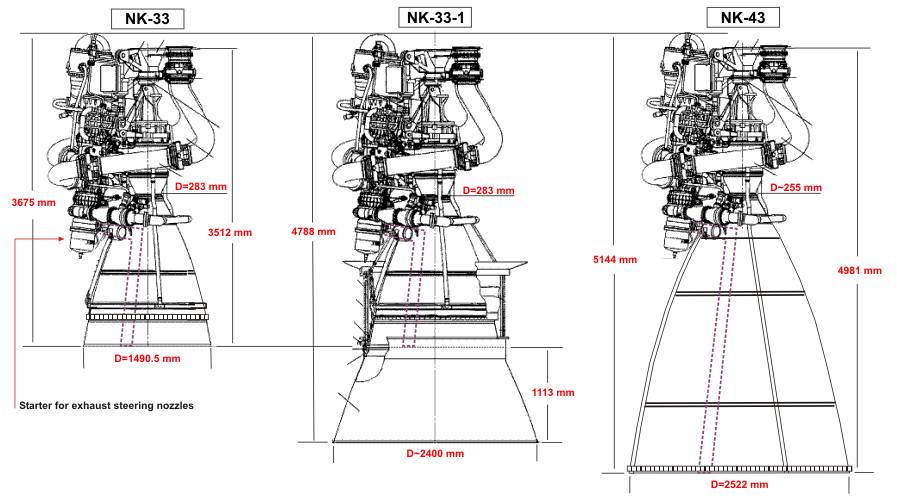 NK-33
NK-33-1
NK-43
D=283 mm
D=283 mm
D~255 mm
3675 mm
3512 mm
4788 mm
5144 mm
4981 mm
D=1490.5 mm
1113 mm
Starter for exhaust steering nozzles
D~2400 mm
D=2522 mm